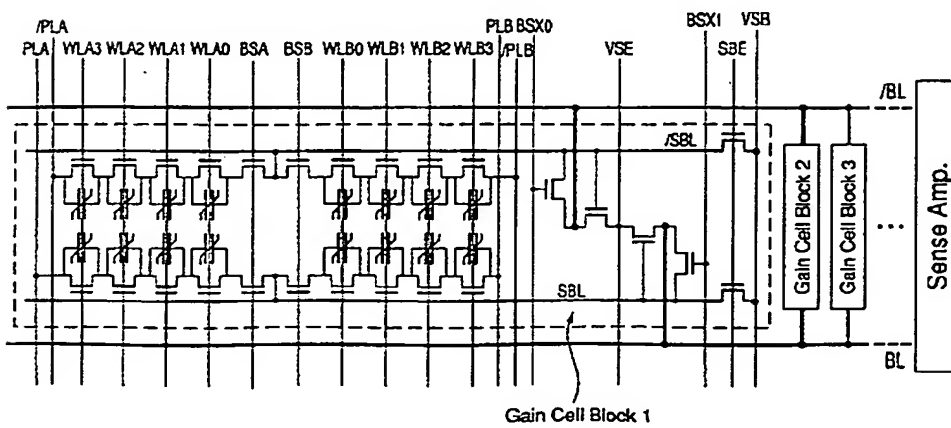 /PLA
PLA WLA3 WLA2 WLA1 WLA0 BSA BSB WLB0 WLB1 WLB2 WLB3
PLB
/PLB
BSX0
VSE
BSX1
SBE
VSB
/BL
/SBL
SBL
BL
Gain Cell Block 2
Gain Cell Block 3
...
Sense Amp.
Gain Cell Block 1